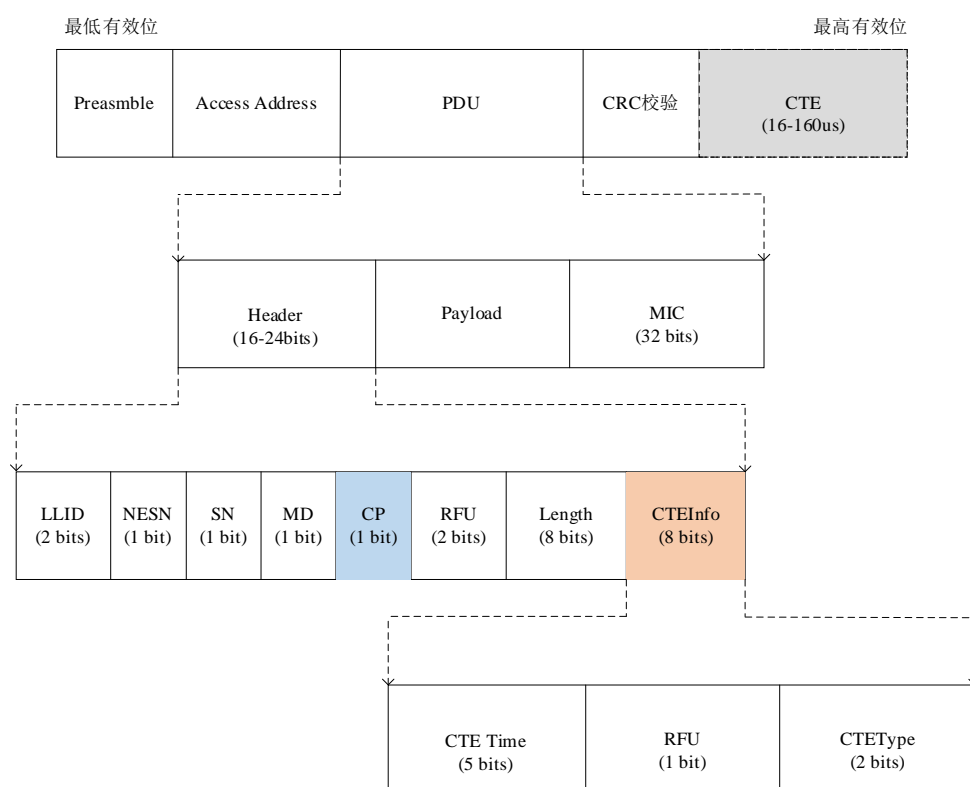 最低有效位
最高有效位
Preasmble
Access Address
PDU
CRC校验
CTE
(16-160us)
Header
(16-24bits)
Payload
MIC
(32 bits)
LLID
(2 bits)
NESN
(1 bit)
SN
(1 bit)
MD
(1 bit)
CP
(1 bit)
RFU
(2 bits)
Length
(8 bits)
CTEInfo
(8 bits)
CTE Time
(5 bits)
RFU
(1 bit)
CTEType
(2 bits)